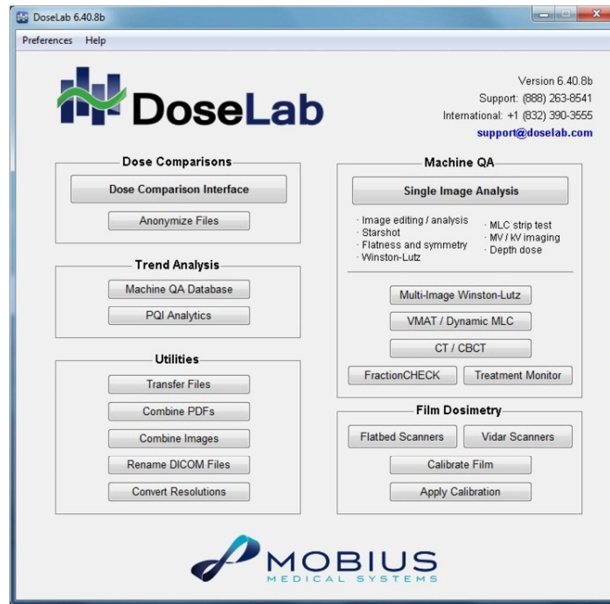 DoseLab 6.40.8b
Preferences Help
DoseLab
Version 6.40.8b
Support: (888) 263-8541
International: +1 (832) 390-3555
support@doselab.com
Dose Comparisons
Dose Comparison Interface
Anonymize Files
Trend Analysis
Machine QA Database
PQI Analytics
Utilities
Transfer Files
Combine PDFs
Combine Images
Rename DICOM Files
Convert Resolutions
Machine QA
Single Image Analysis
· Image editing / analysis
· Starshot
· Flatness and symmetry
· Winston-Lutz
· MLC strip test
· MV / kV imaging
· Depth dose
Multi-Image Winston-Lutz
VMAT / Dynamic MLC
CT / CBCT
FractionCHECK Treatment Monitor
Film Dosimetry
Flatbed Scanners Vidar Scanners
Calibrate Film
Apply Calibration
MOBIUS
MEDICAL SYSTEMS